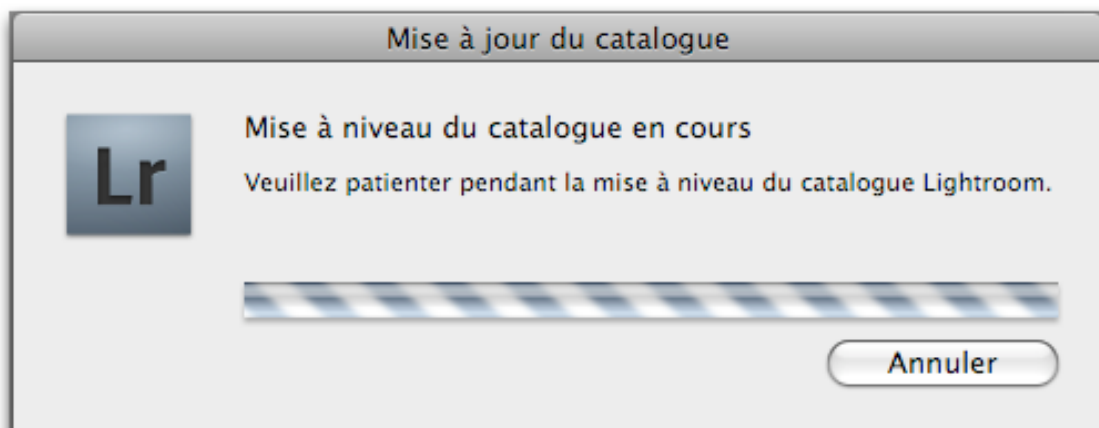 Mise à jour du catalogue
Lr
Mise à niveau du catalogue en cours
Veuillez patienter pendant la mise à niveau du catalogue Lightroom.
Annuler